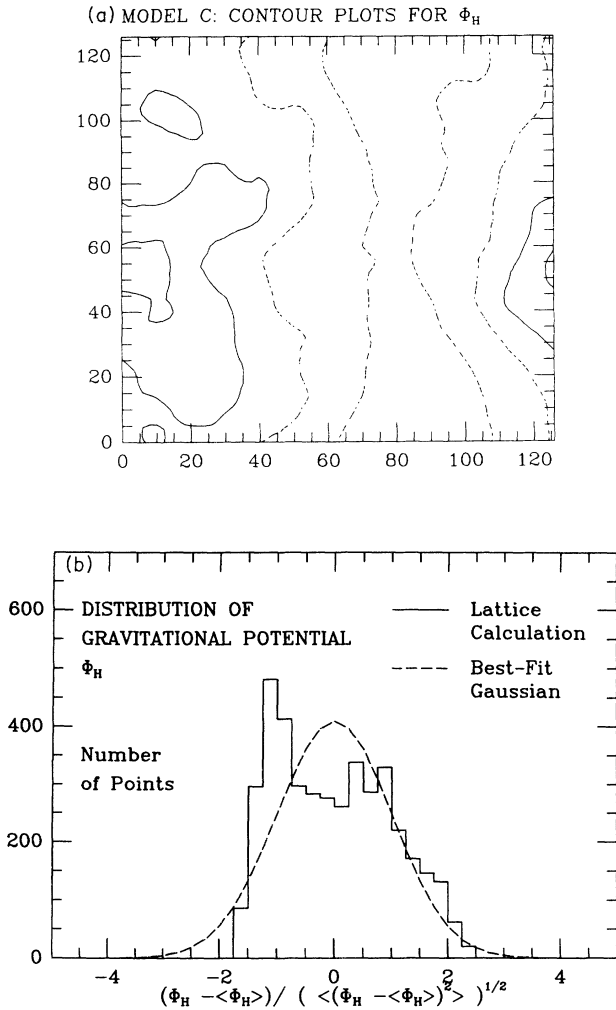 (a) MODEL C: CONTOUR PLOTS FOR Φ_H
120
100
80
60
40
20
0
0 20 40 60 80 100 120
(b)
600
400
200
0
DISTRIBUTION OF
GRAVITATIONAL POTENTIAL
Φ_H
Number
of Points
Lattice
Calculation
Best-Fit
Gaussian
-4 -2 0 2 4
(Φ_H -<Φ_H>)/ ( <(Φ_H -<Φ_H>)^2> )^1/2